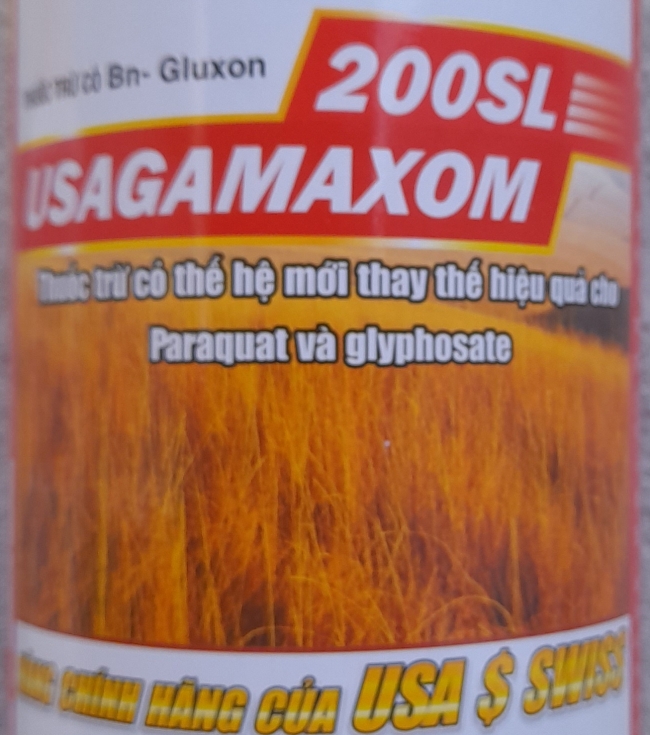 THUỐC TRỪ CỎ Bn- Gluxon
200SL
USAGAMAXOM
Thuốc trừ cỏ thế hệ mới thay thế hiệu quả cho
Paraquat và glyphosate
CHÍNH HÃNG CỦA USA $ SWISS